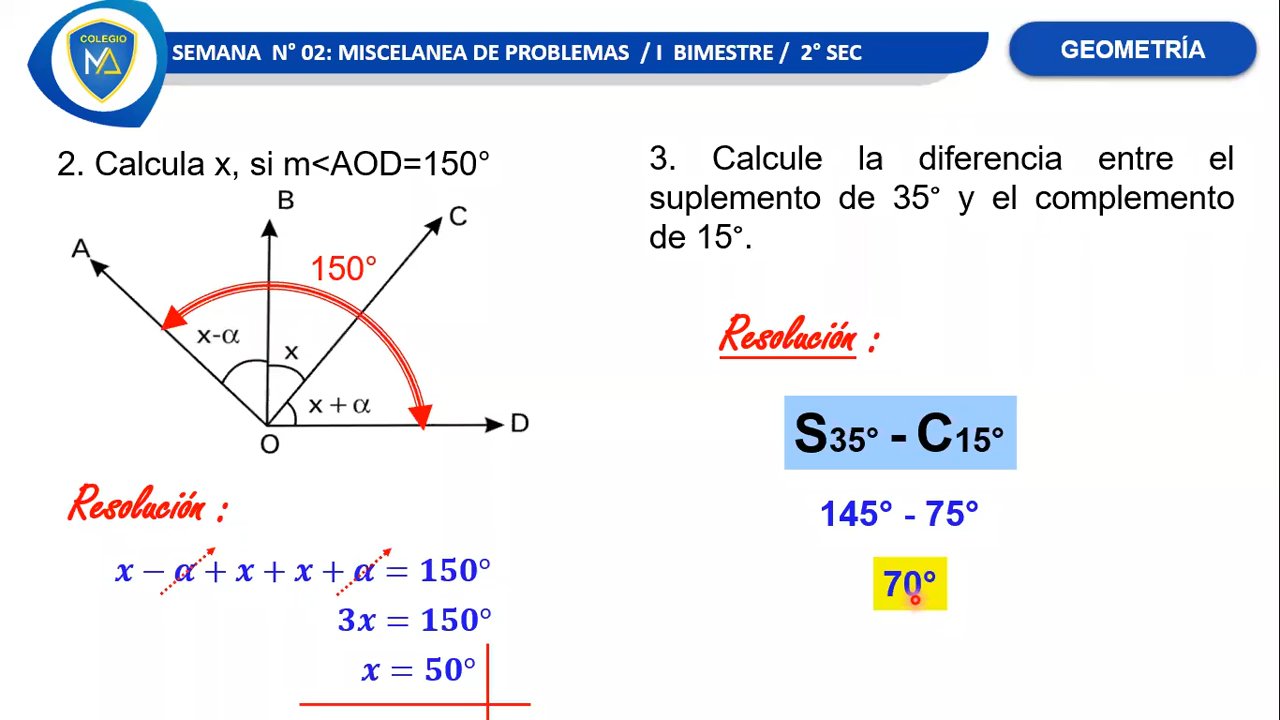 COLEGIO
MA
SEMANA N° 02: MISCELANEA DE PROBLEMAS / I BIMESTRE / 2° SEC
GEOMETRÍA
2. Calcula x, si m<AOD=150°
B
C
A
150°
x-α
x
x + α
D
O
Resolución :
x − α + x + x + α = 150°
3x = 150°
x = 50°
3. Calcule la diferencia entre el
suplemento de 35° y el complemento
de 15°.
Resolución :
S35° - C15°
145° - 75°
70°